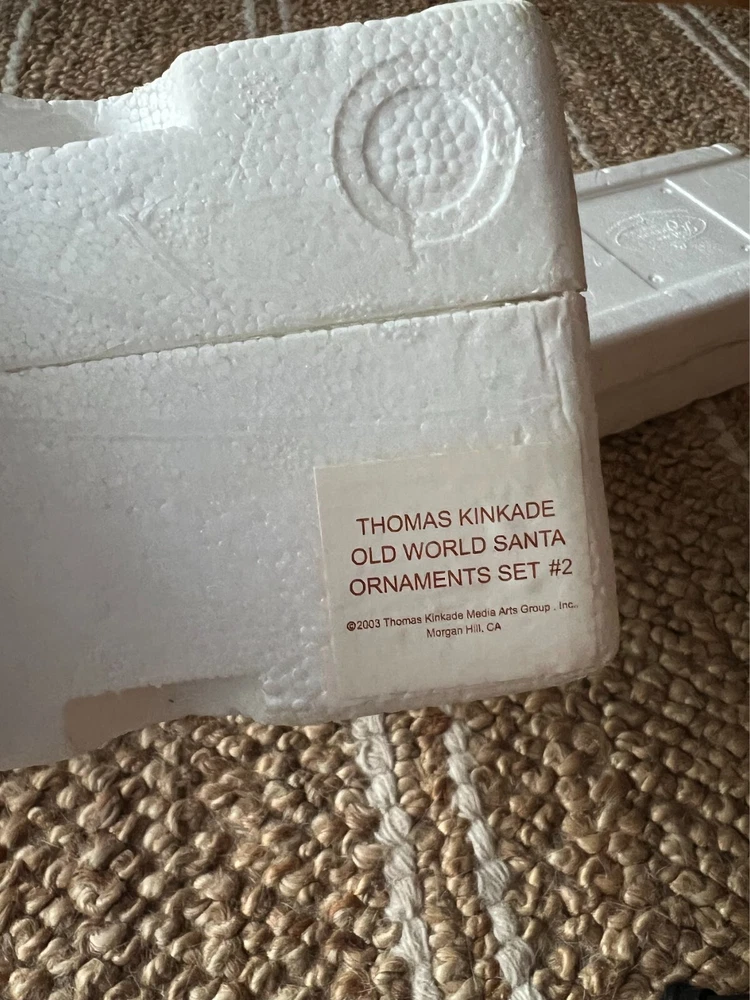 THOMAS KINKADE
OLD WORLD SANTA
ORNAMENTS SET #2
©2003 Thomas Kinkade Media Arts Group . Inc..
Morgan Hill, CA